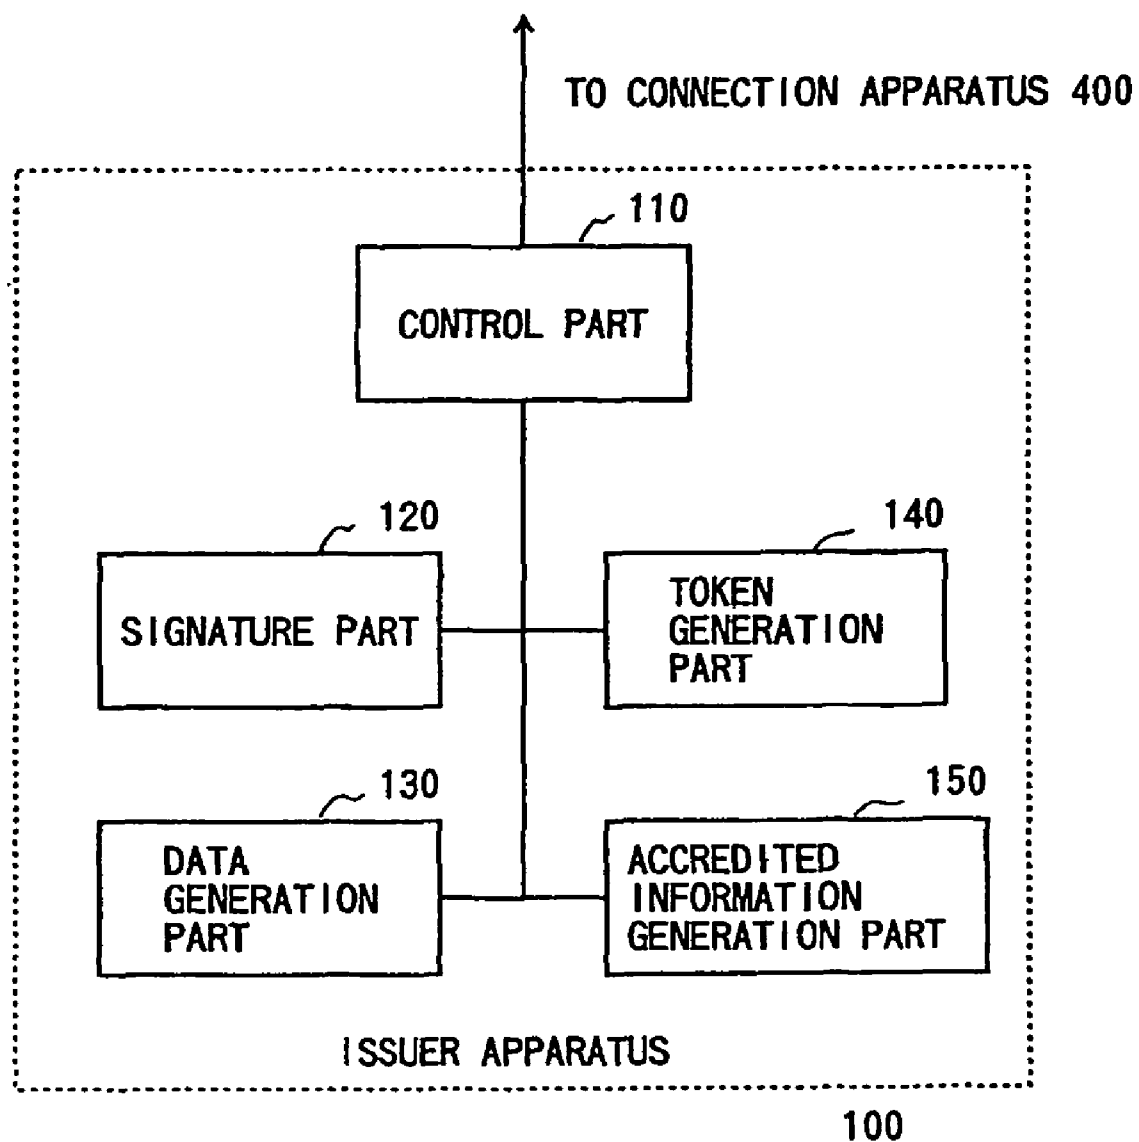 TO CONNECTION APPARATUS 400
110
CONTROL PART
120
140
SIGNATURE PART
TOKEN
GENERATION
PART
130
150
DATA
GENERATION
PART
ACCREDITED
INFORMATION
GENERATION PART
ISSUER APPARATUS
100